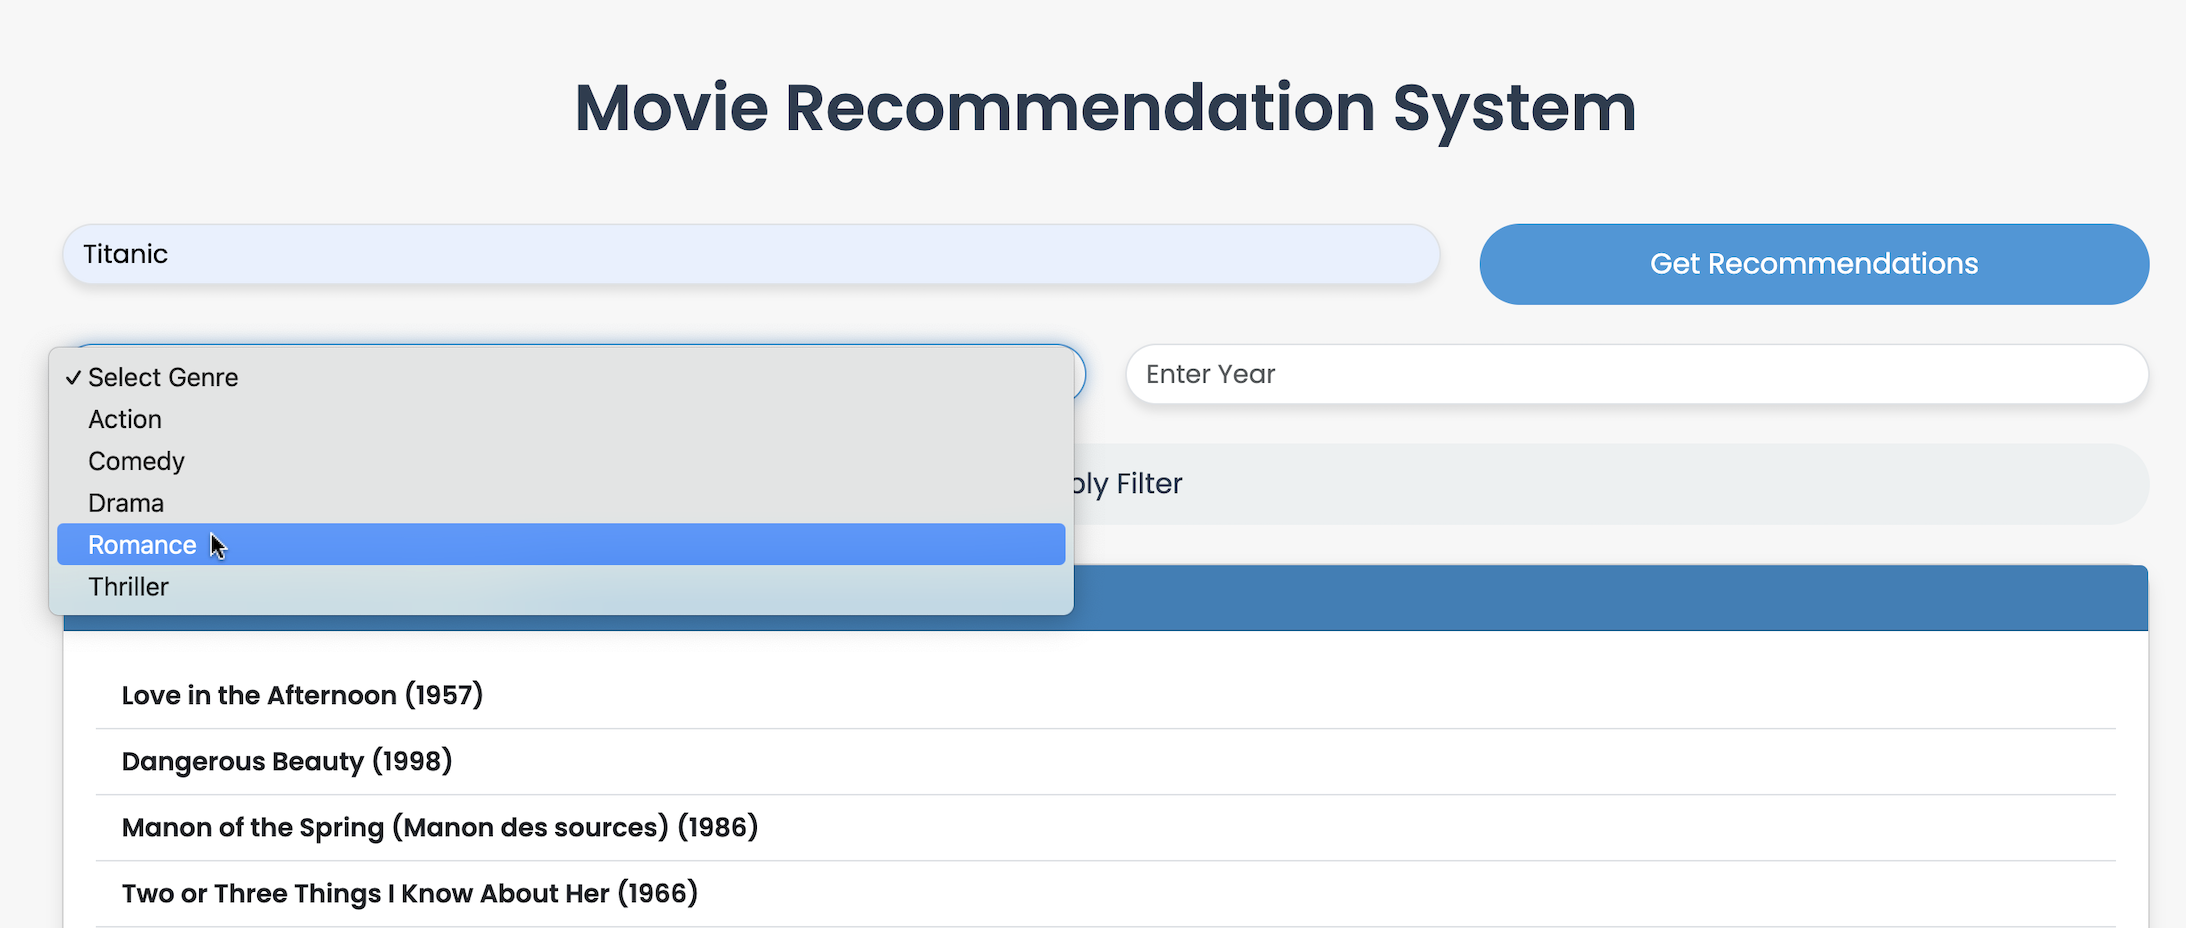 Movie Recommendation System
Titanic
Get Recommendations
✓ Select Genre
Action
Comedy
Drama
Romance
Thriller
Enter Year
Filter
Love in the Afternoon (1957)
Dangerous Beauty (1998)
Manon of the Spring (Manon des sources) (1986)
Two or Three Things I Know About Her (1966)